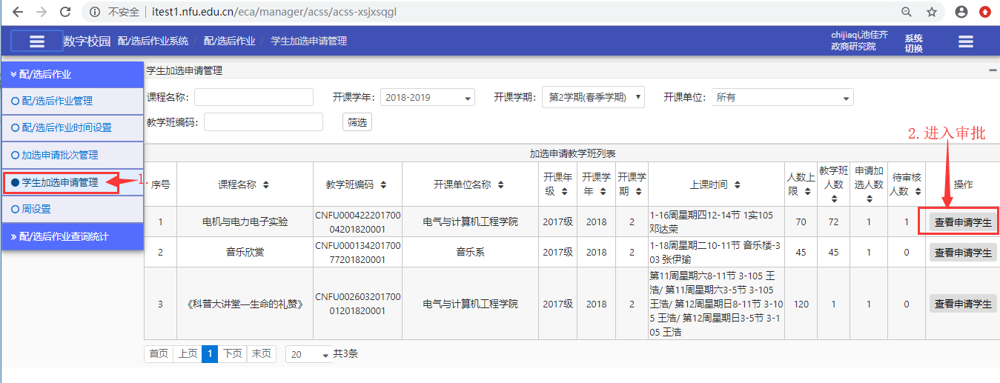 不安全 itest1.nfu.edu.cn/eca/manager/acss/acss-xsjxsqgl
数字校园 配/选后作业系统 / 配/选后作业 / 学生加选申请管理
chijiaqi,池佳齐
政商研究院
系统
切换
配/选后作业
配/选后作业管理
配/选后作业时间设置
加选申请批次管理
学生加选申请管理
1.
周设置
配/选后作业查询统计
学生加选申请管理
课程名称: 开课学年: 2018-2019 开课学期: 第2学期(春季学期) 开课单位: 所有
教学班编码: 筛选
2.进入审批
加选申请教学班列表
序号 课程名称 教学班编码 开课单位名称 开课年级 开课学年 开课学期 上课时间 人数上限 教学班人数 申请加选人数 待审核人数 操作
1 电机与电力电子实验 CNFU00042220170004201820001 电气与计算机工程学院 2017级 2018 2 1-16周星期四12-14节 1实105 邓达荣 70 72 1 1 查看申请学生
2 音乐欣赏 CNFU00013420170077201820001 音乐系 2017级 2018 2 1-18周星期二10-11节 音乐楼-303 张伊瑜 45 45 1 0 查看申请学生
3 《科普大讲堂—生命的礼赞》 CNFU00260320170001201820001 电气与计算机工程学院 2017级 2018 2 第11周星期六8-11节 3-105 王浩/ 第11周星期六3-5节 3-105 王浩/ 第12周星期日8-11节 3-105 王浩/ 第12周星期日3-5节 3-105 王浩 120 1 1 0 查看申请学生
首页 上页 1 下页 末页 20 共3条